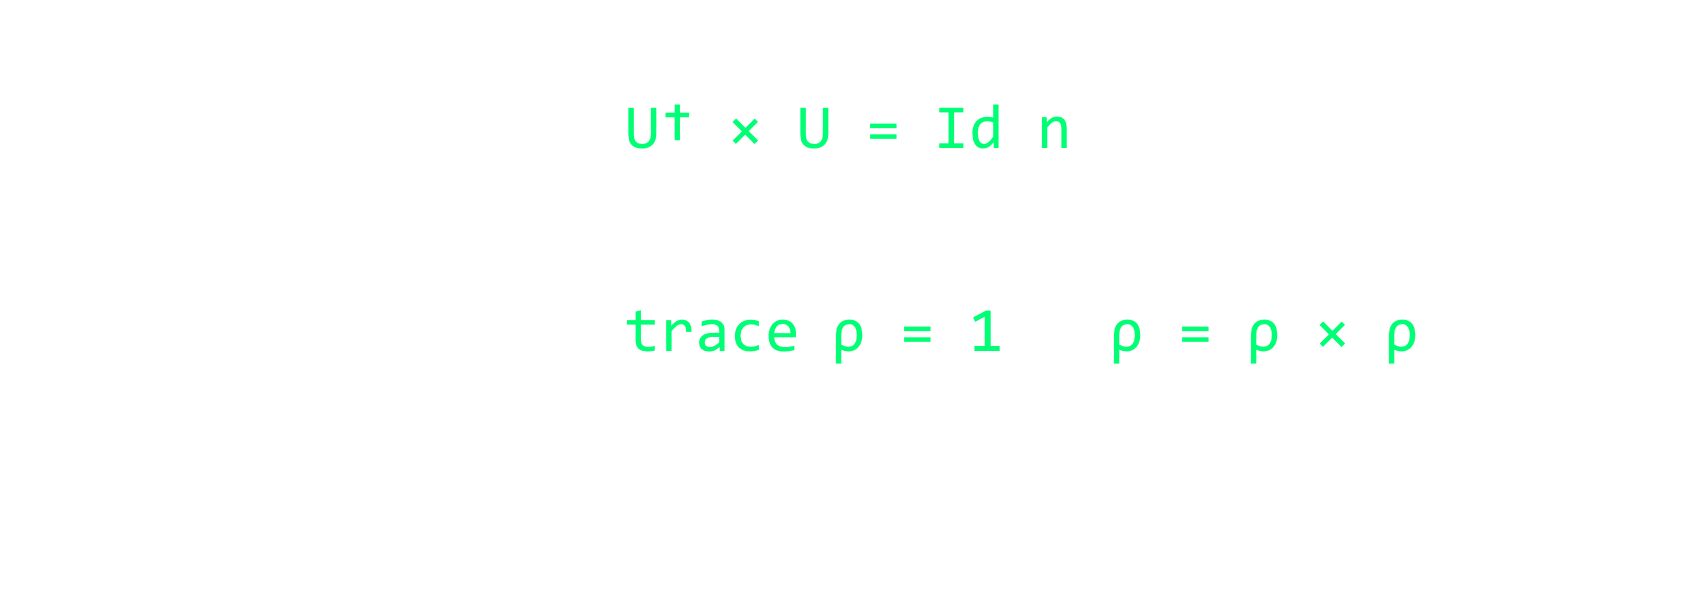 U† × U = Id n
trace ρ = 1   ρ = ρ × ρ